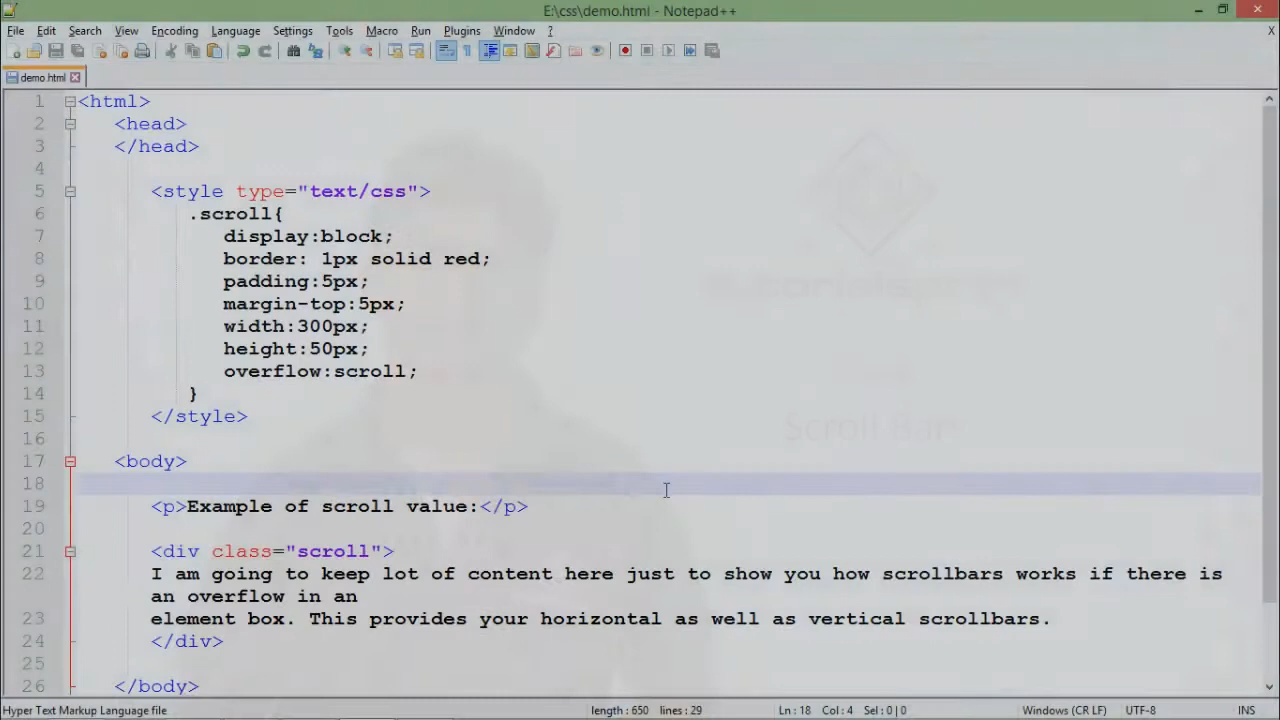 E:\css\demo.html - Notepad++
File Edit Search View Encoding Language Settings Tools Macro Run Plugins Window ? X
demo.html
1 <html>
2 <head>
3 </head>
4
5 <style type="text/css">
6 .scroll{
7 display:block;
8 border: 1px solid red;
9 padding:5px;
10 margin-top:5px;
11 width:300px;
12 height:50px;
13 overflow:scroll;
14 }
15 </style>
16
17 <body>
18
19 <p>Example of scroll value:</p>
20
21 <div class="scroll">
22 I am going to keep lot of content here just to show you how scrollbars works if there is
an overflow in an
23 element box. This provides your horizontal as well as vertical scrollbars.
24 </div>
25
26 </body>
Scroll Bar
Hyper Text Markup Language file length : 650 lines : 29 Ln : 18 Col : 4 Sel : 0 | 0 Windows (CR LF) UTF-8 INS